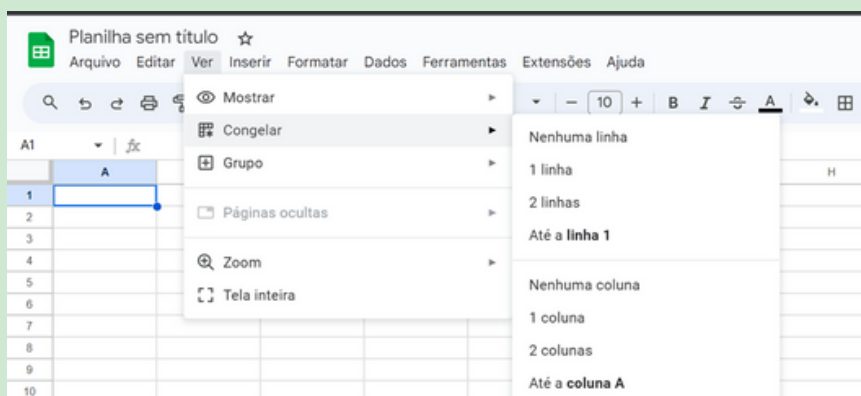 Planilha sem título
Arquivo Editar Ver Inserir Formatar Dados Ferramentas Extensões Ajuda
10 B I A
A1 fx
Mostrar
Congelar
Grupo
Páginas ocultas
Zoom
Tela inteira
Nenhuma linha
1 linha
2 linhas
Até a linha 1
Nenhuma coluna
1 coluna
2 colunas
Até a coluna A
A H
1
2
3
4
5
6
7
8
9
10